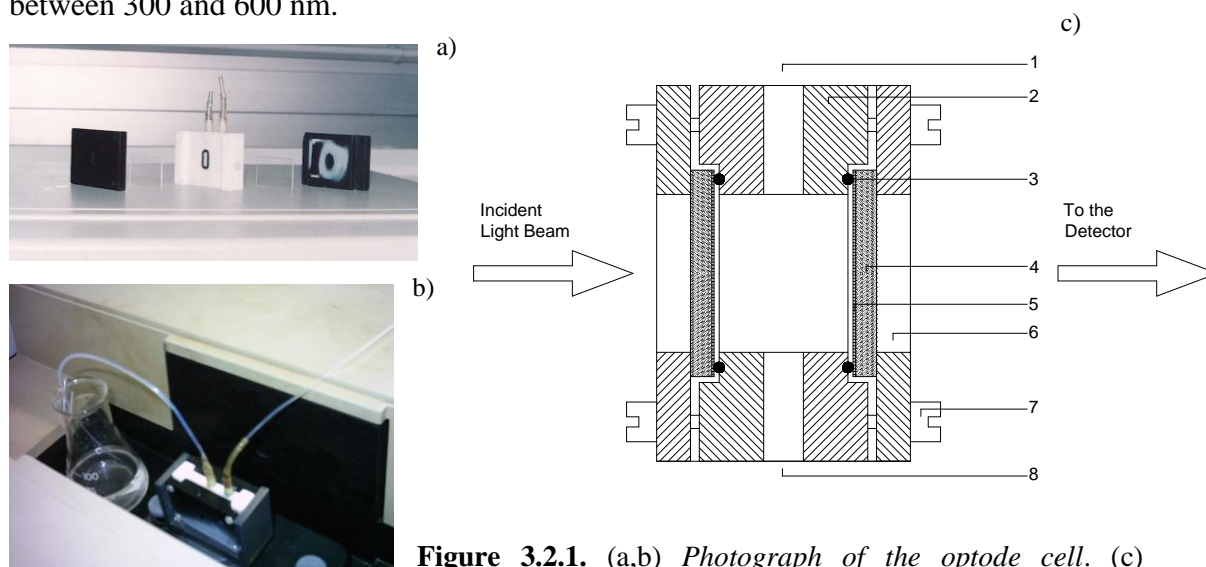 between 300 and 600 nm.
a)
c)
1
2
3
Incident
Light Beam
To the
Detector
4
5
6
b)
7
8
100
Figure 3.2.1. (a,b) Photograph of the optode cell. (c)